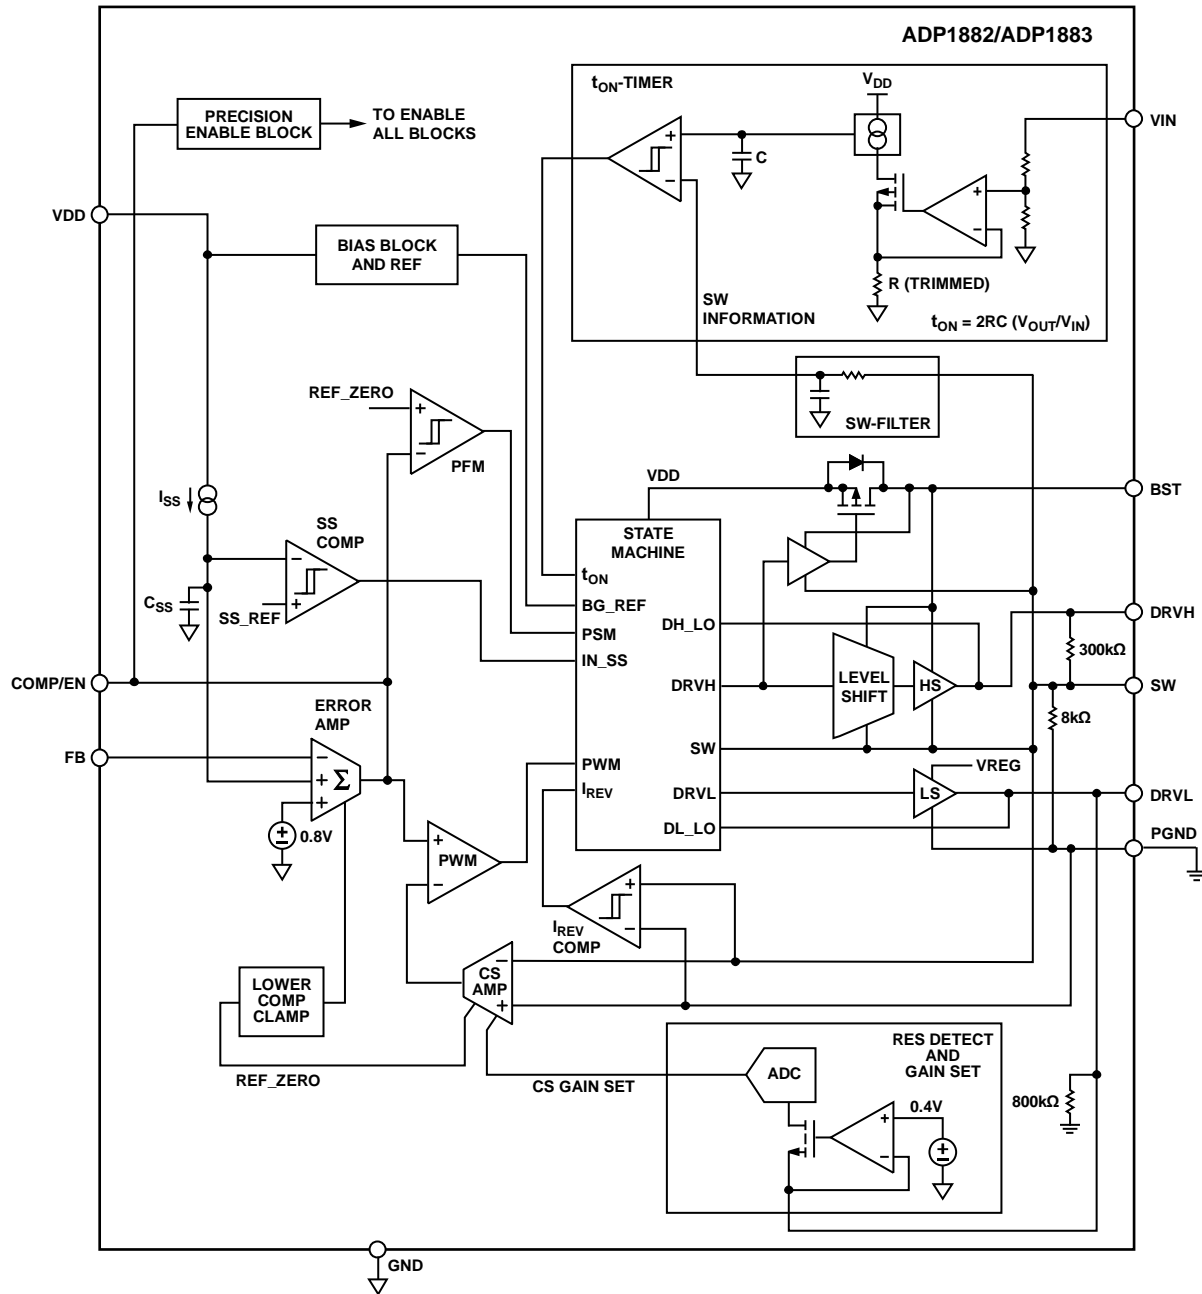 ADP1882/ADP1883
tON-TIMER
VDD
PRECISION
ENABLE BLOCK
TO ENABLE
ALL BLOCKS
VIN
+
C
−
+
−
VDD
BIAS BLOCK
AND REF
R (TRIMMED)
SW
INFORMATION
tON = 2RC (VOUT/VIN)
REF_ZERO
+
−
PFM
SW-FILTER
VDD
BST
ISS
SS
COMP
−
+
CSS
SS_REF
STATE
MACHINE
tON
BG_REF
PSM
IN_SS
DH_LO
DRVH
SW
DRVL
DL_LO
PWM
IREV
LEVEL
SHIFT
HS
DRVH
300kΩ
SW
8kΩ
COMP/EN
ERROR
AMP
FB
−
+
Σ
+
±
0.8V
VREG
LS
DRVL
PGND
+
PWM
−
+
−
IREV
COMP
−
CS
AMP
+
LOWER
COMP
CLAMP
REF_ZERO
CS GAIN SET
RES DETECT
AND
GAIN SET
ADC
0.4V
+
−
±
800kΩ
GND